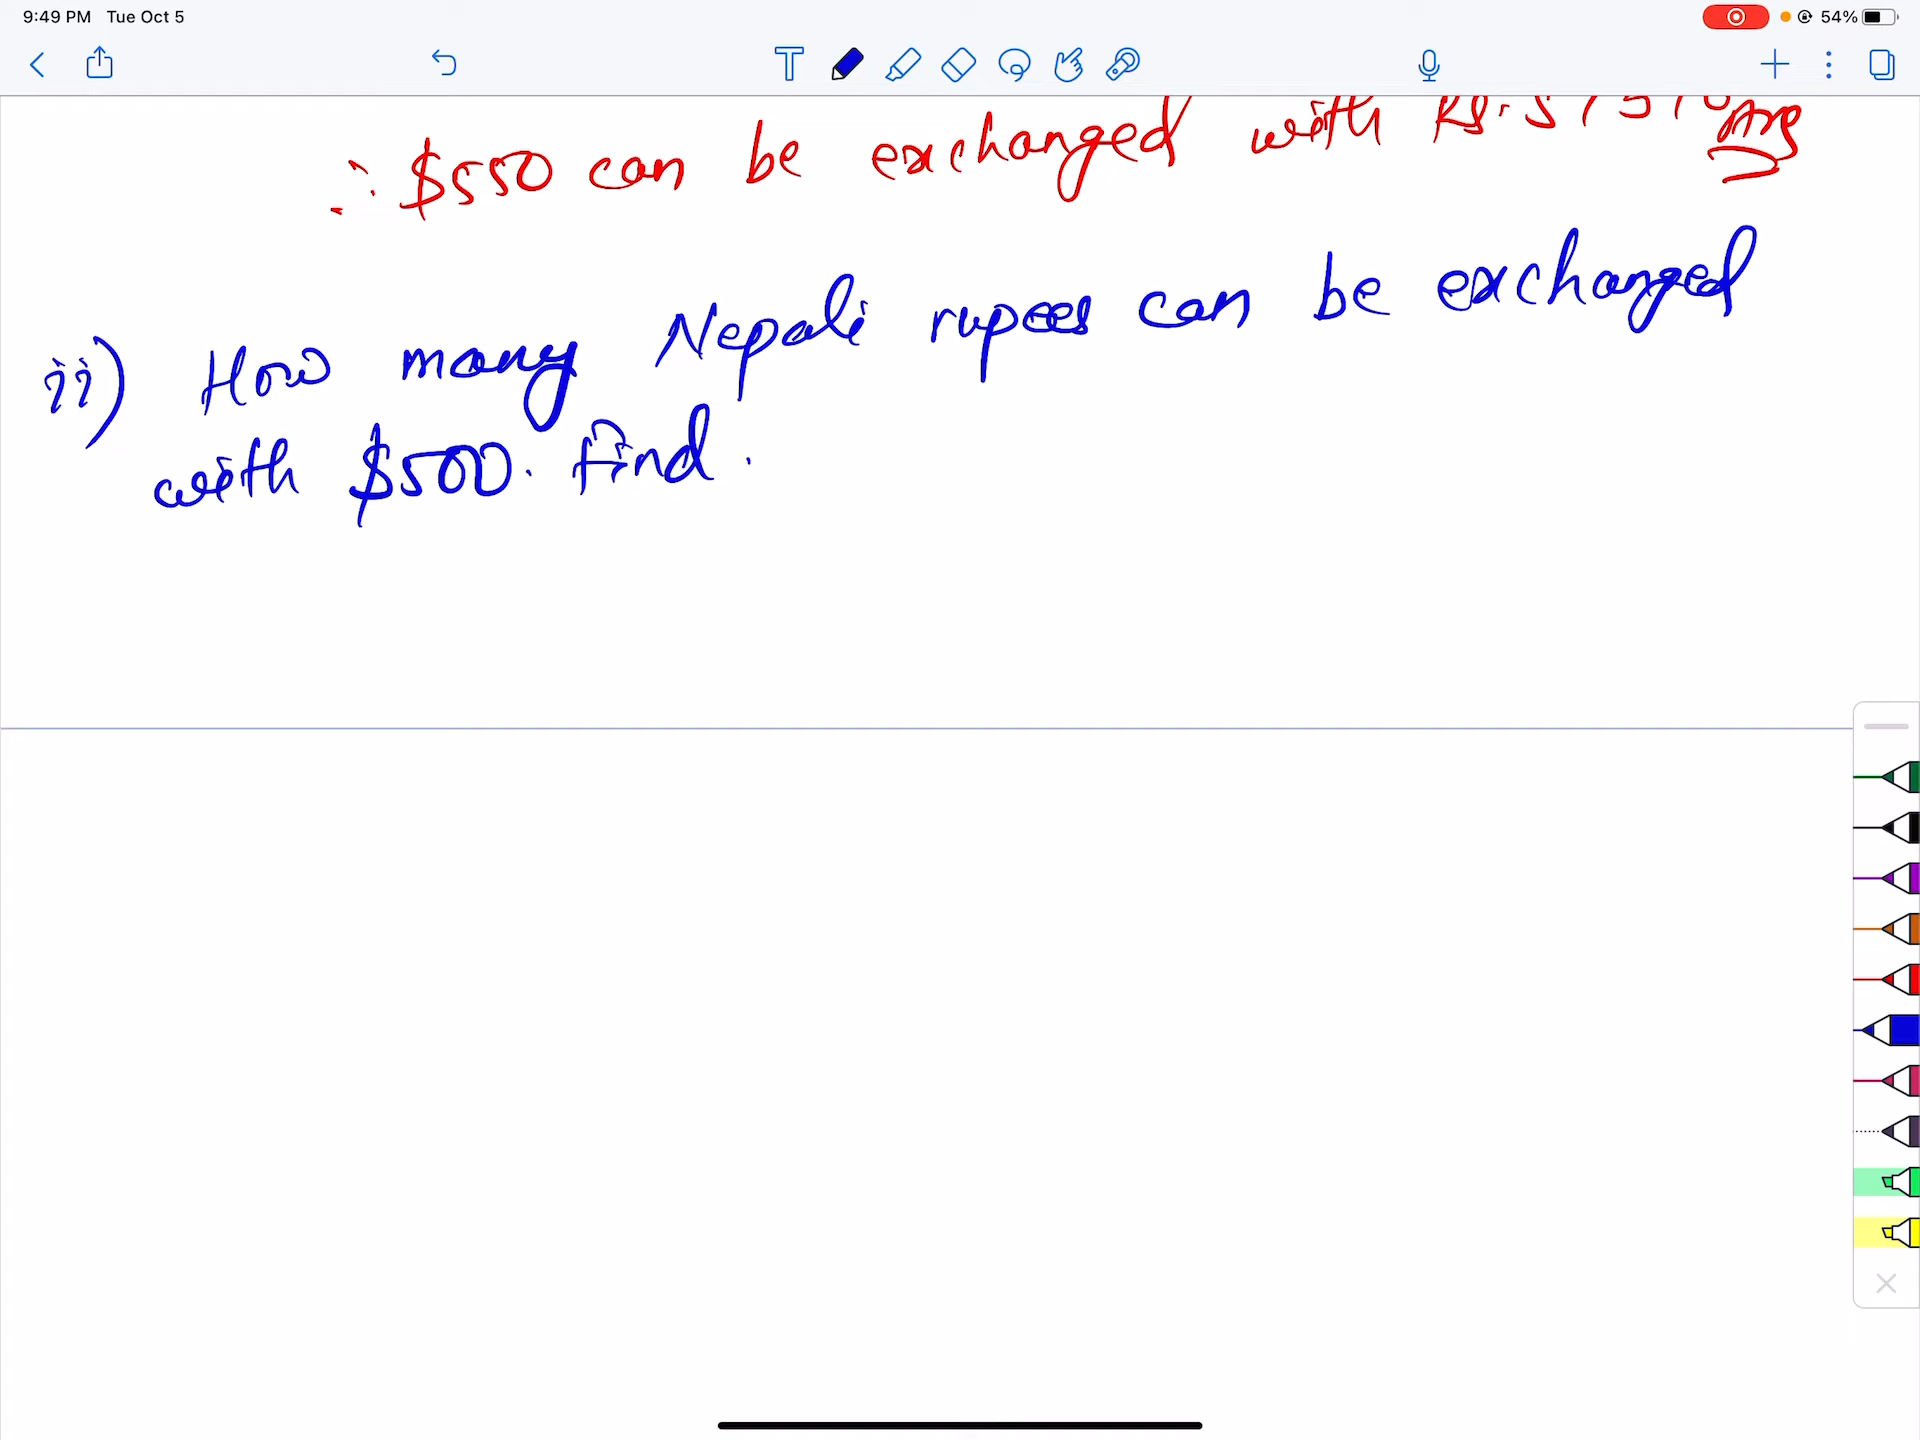 9:49 PM Tue Oct 5
54%
∴ $550 can be exchanged with Rs.
Ans
ii) How many Nepali rupees can be exchanged
with $500. find.